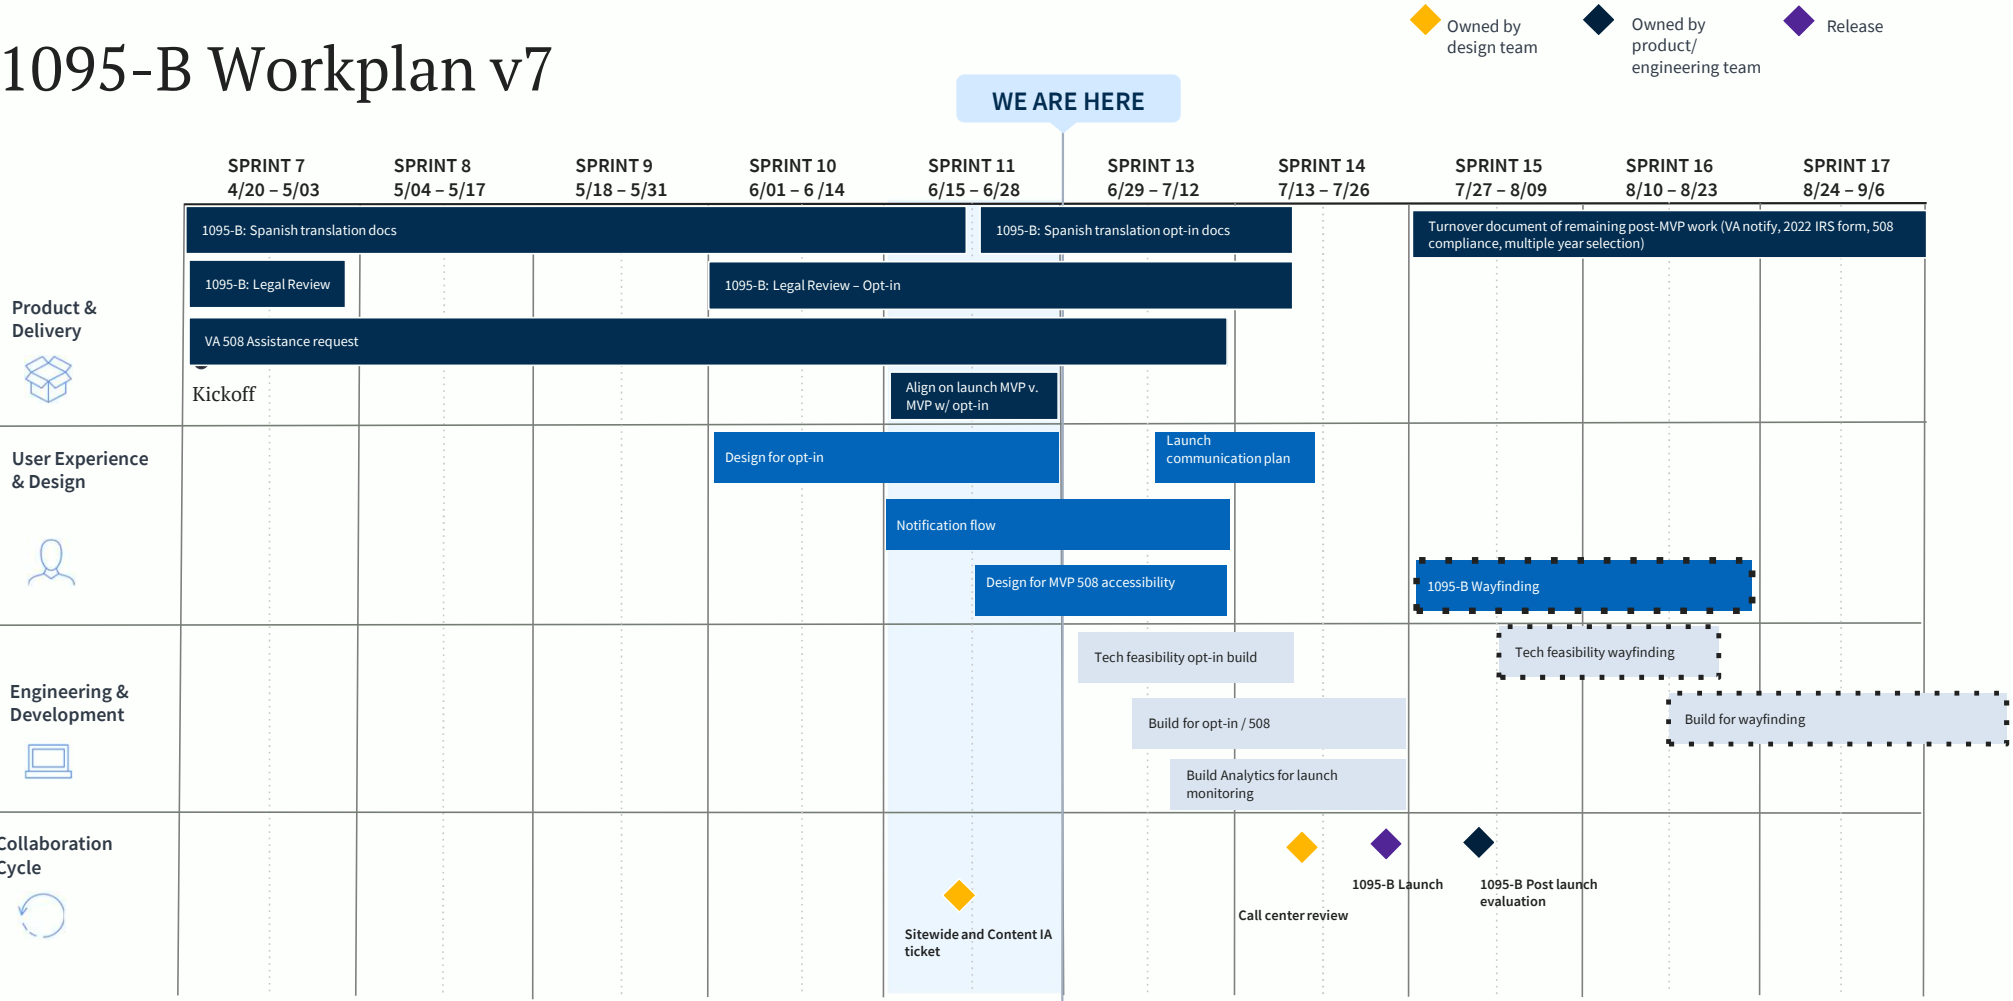 Owned by
design team
Owned by
product/
engineering team
Release
1095-B Workplan v7
WE ARE HERE
SPRINT 7
4/20 – 5/03
SPRINT 8
5/04 – 5/17
SPRINT 9
5/18 – 5/31
SPRINT 10
6/01 – 6 /14
SPRINT 11
6/15 – 6/28
SPRINT 13
6/29 – 7/12
SPRINT 14
7/13 – 7/26
SPRINT 15
7/27 – 8/09
SPRINT 16
8/10 – 8/23
SPRINT 17
8/24 – 9/6
Product &
Delivery
1095-B: Spanish translation docs
1095-B: Spanish translation opt-in docs
Turnover document of remaining post-MVP work (VA notify, 2022 IRS form, 508
compliance, multiple year selection)
1095-B: Legal Review
1095-B: Legal Review – Opt-in
VA 508 Assistance request
Kickoff
Align on launch MVP v.
MVP w/ opt-in
User Experience
& Design
Design for opt-in
Launch
communication plan
Notification flow
Design for MVP 508 accessibility
1095-B Wayfinding
Engineering &
Development
Tech feasibility opt-in build
Tech feasibility wayfinding
Build for opt-in / 508
Build for wayfinding
Build Analytics for launch
monitoring
Collaboration
Cycle
Sitewide and Content IA
ticket
Call center review
1095-B Launch
1095-B Post launch
evaluation